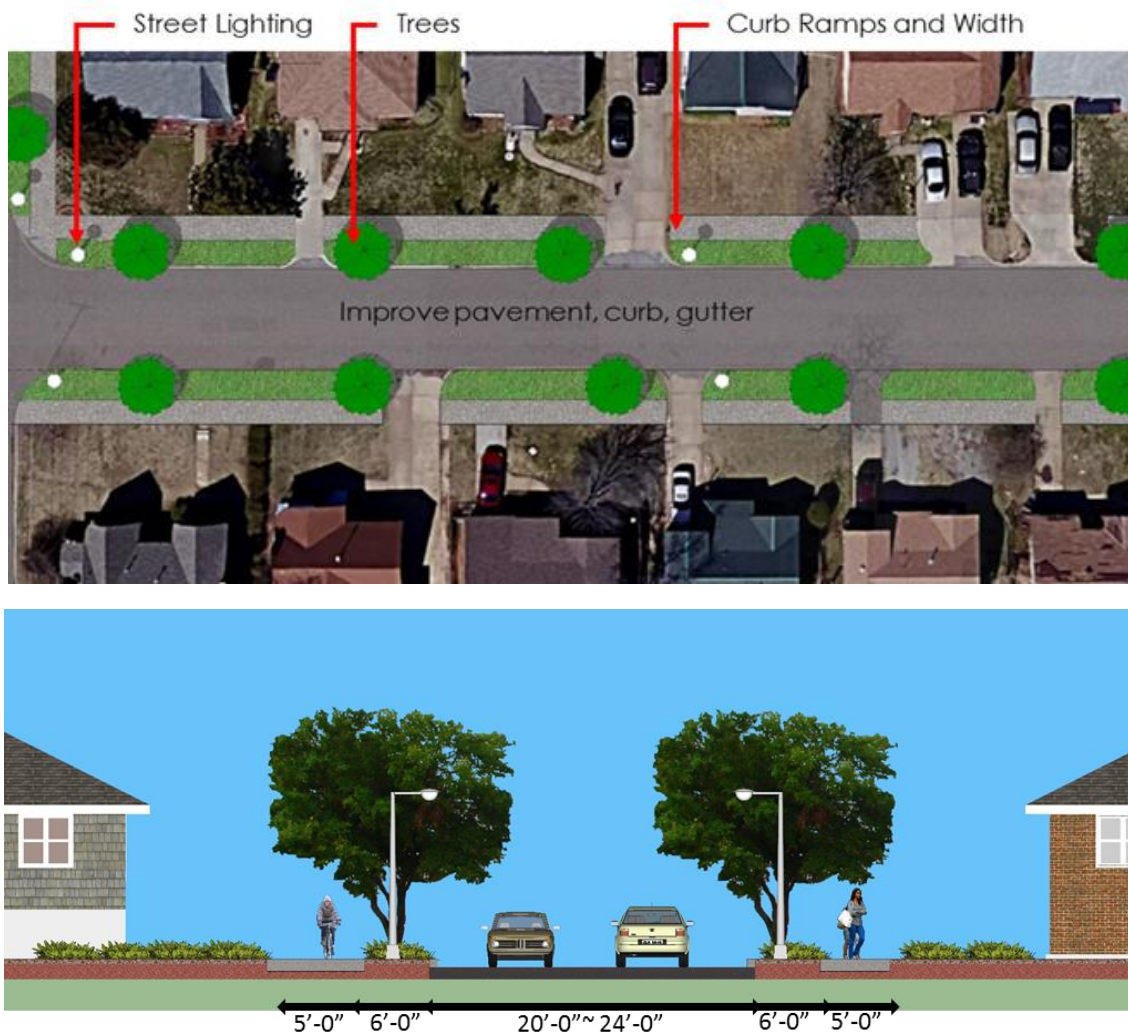 Street Lighting
Trees
Curb Ramps and Width
Improve pavement, curb, gutter
5’-0”
6’-0”
20’-0”~ 24’-0”
6’-0”
5’-0”